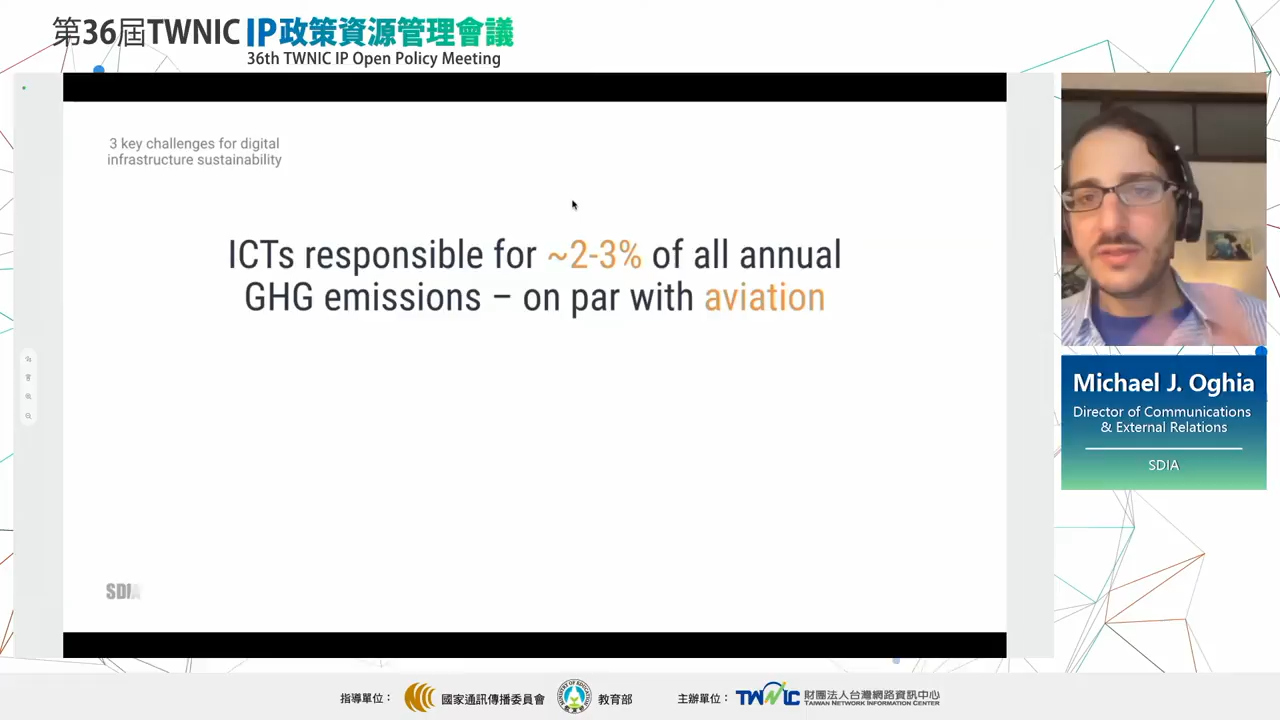 第36屆TWNIC IP政策資源管理會議
36th TWNIC IP Open Policy Meeting
3 key challenges for digital
infrastructure sustainability
ICTs responsible for ~2-3% of all annual
GHG emissions – on par with aviation
SDIA
Michael J. Oghia
Director of Communications
& External Relations
SDIA
指導單位：
國家通訊傳播委員會
教育部
主辦單位：
TWNIC
財團法人台灣網路資訊中心
TAIWAN NETWORK INFORMATION CENTER